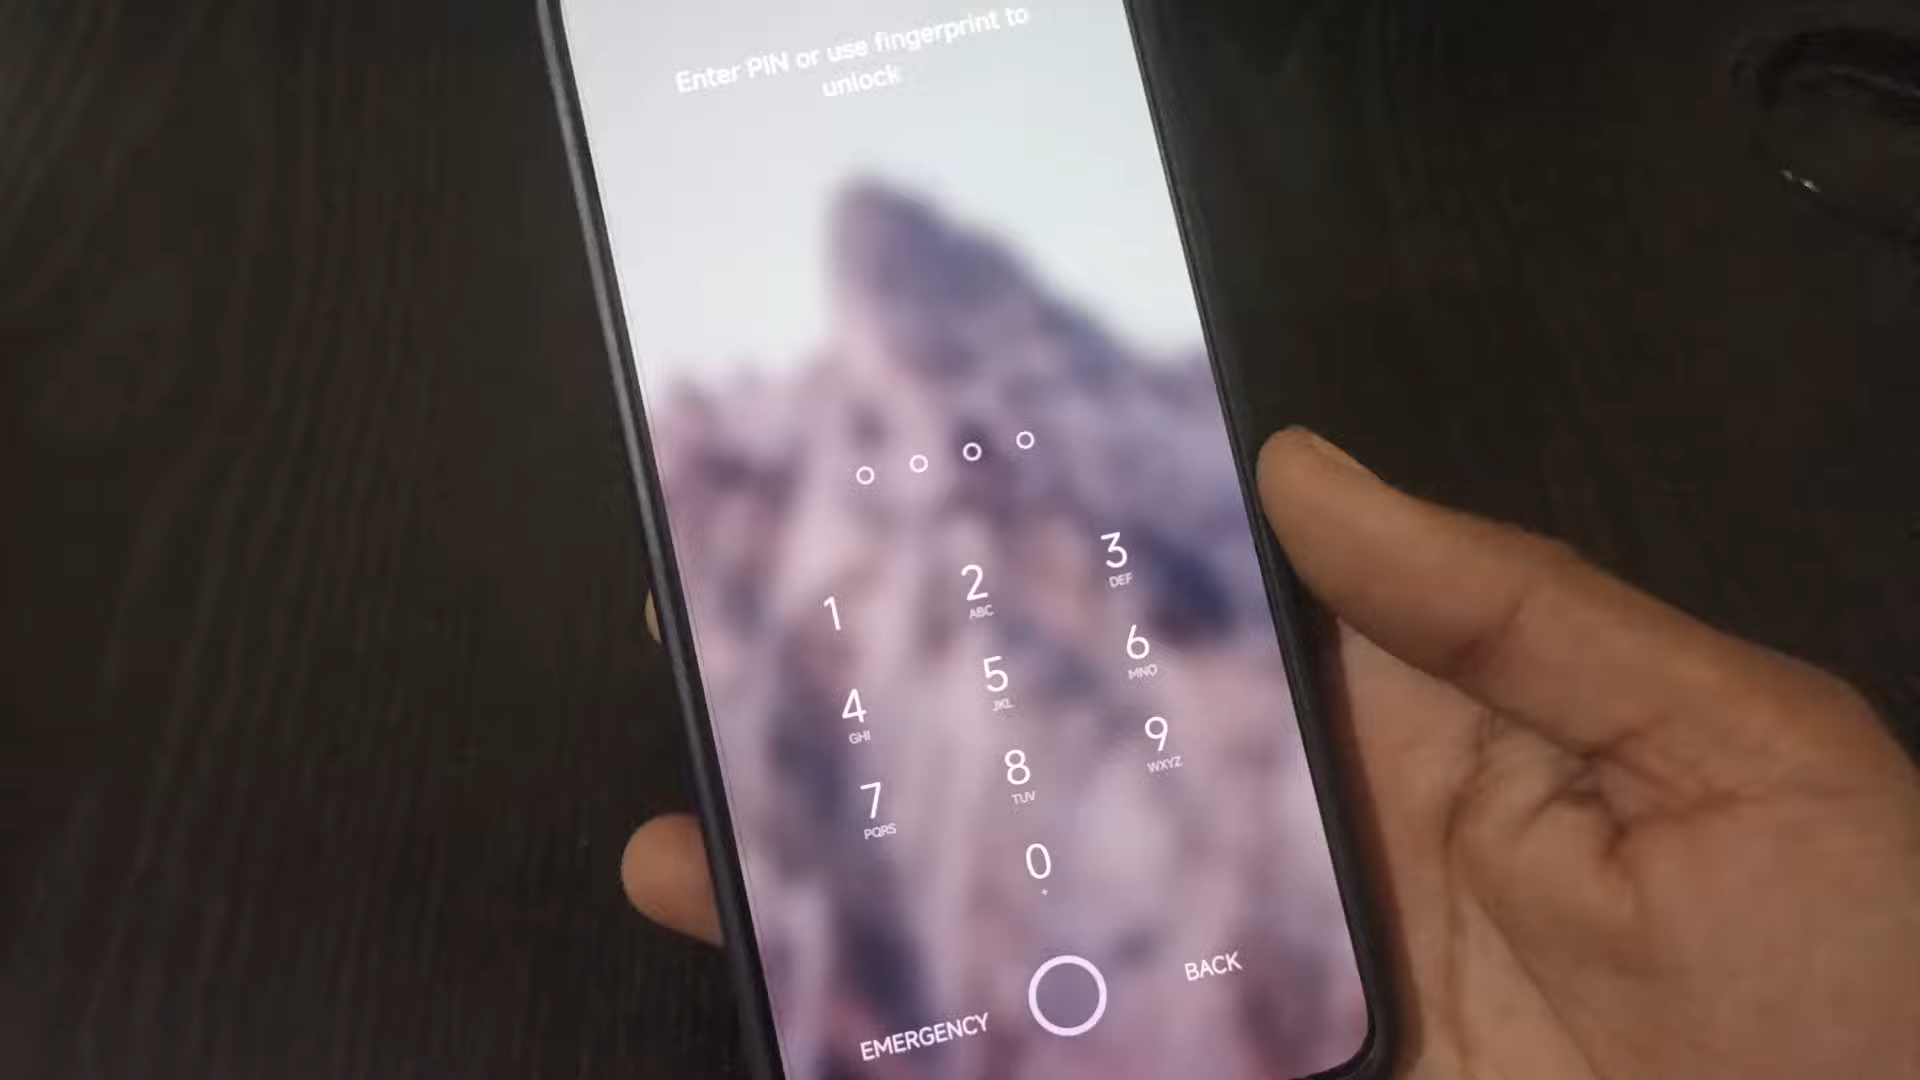 Enter PIN or use fingerprint to
unlock
1
2
ABC
3
DEF
4
GHI
5
JKL
6
MNO
7
PQRS
8
TUV
9
WXYZ
0
+
EMERGENCY
BACK